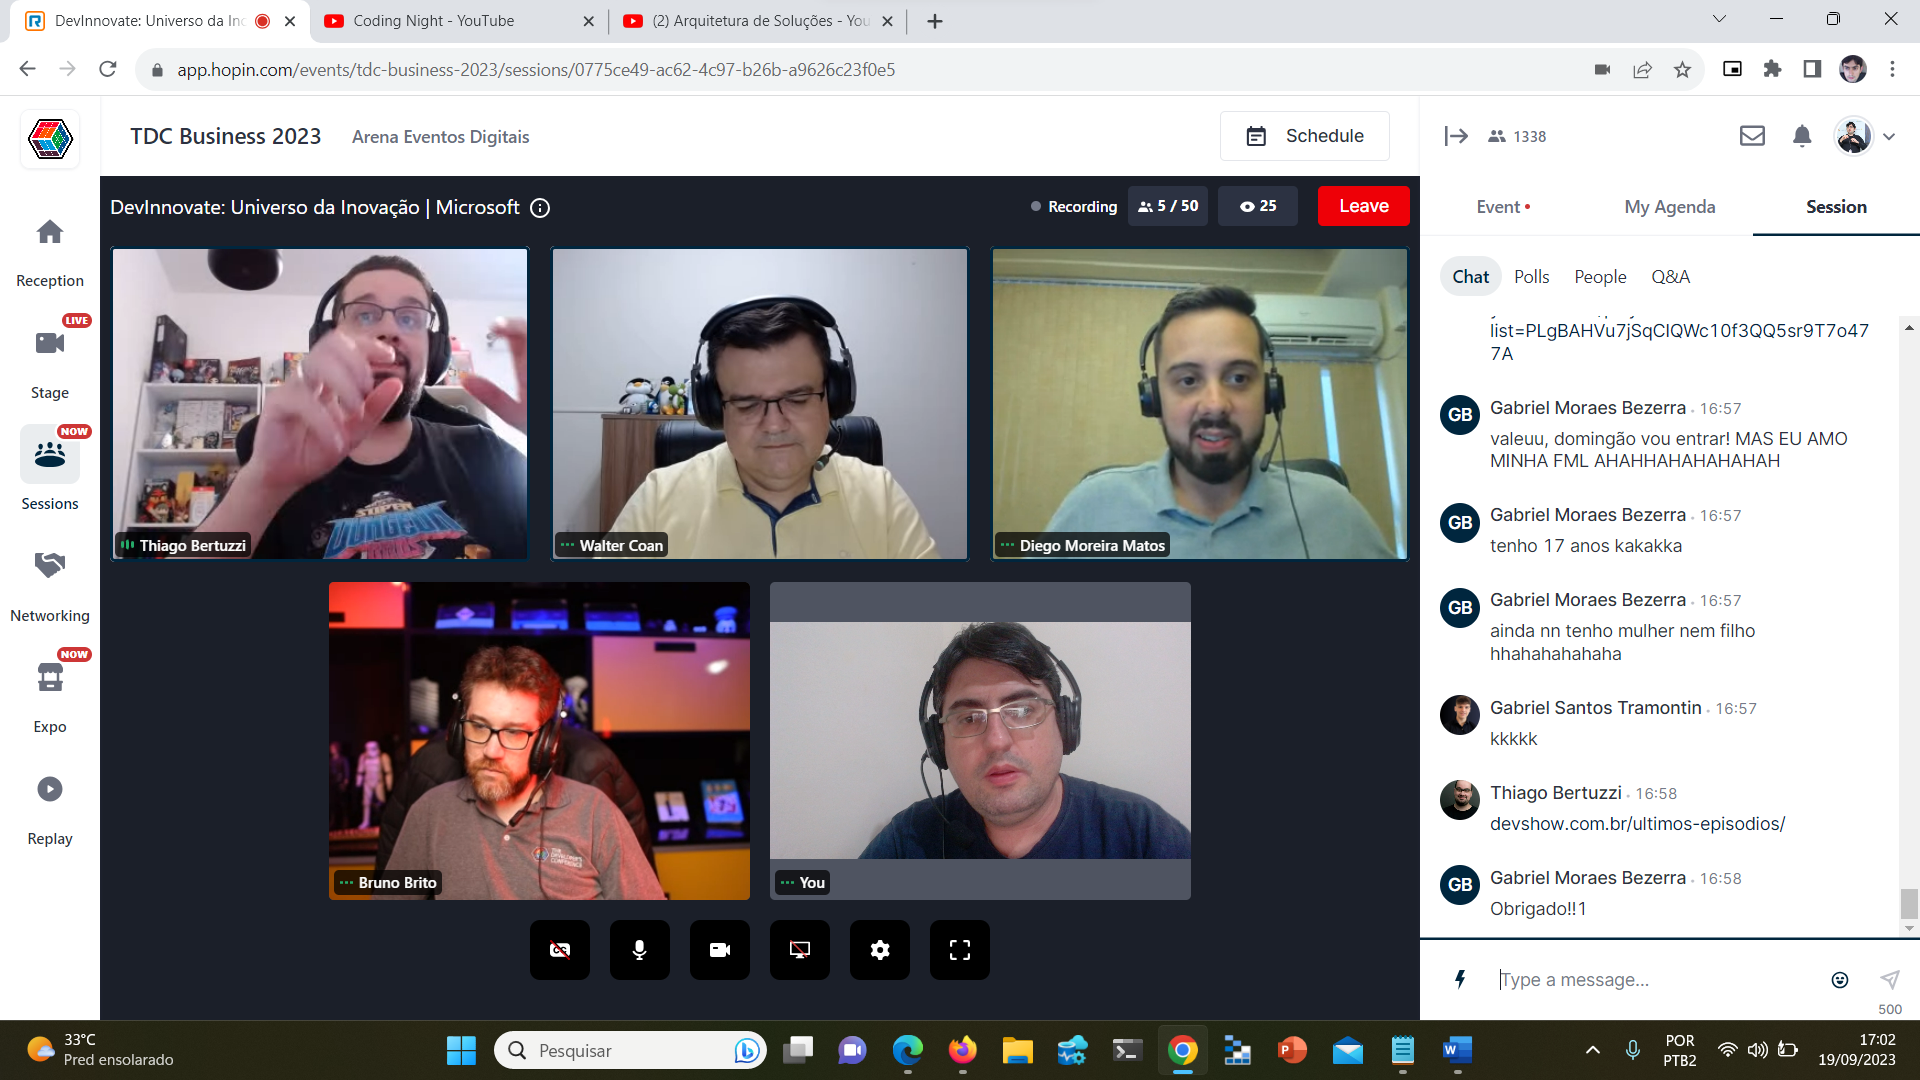 DevInnovate: Universo da In
Coding Night - YouTube
(2) Arquitetura de Soluções - You
app.hopin.com/events/tdc-business-2023/sessions/0775ce49-ac62-4c97-b26b-a9626c23f0e5
TDC Business 2023
Arena Eventos Digitais
Schedule
1338
DevInnovate: Universo da Inovação | Microsoft
Recording
5 / 50
25
Leave
Reception
LIVE
Stage
NOW
Sessions
Networking
NOW
Expo
Replay
SUPER
DUNGEON
Thiago Bertuzzi
Walter Coan
Diego Moreira Matos
Bruno Brito
You
Event
My Agenda
Session
Chat
Polls
People
Q&A
list=PLgBAHVu7jSqCIQWc10f3QQ5sr9T7o47
7A
GB
Gabriel Moraes Bezerra · 16:57
valeuu, domingão vou entrar! MAS EU AMO
MINHA FML AHAHHAHAHAHAHAH
GB
Gabriel Moraes Bezerra · 16:57
tenho 17 anos kakakka
GB
Gabriel Moraes Bezerra · 16:57
ainda nn tenho mulher nem filho
hhahahahahaha
Gabriel Santos Tramontin · 16:57
kkkkk
Thiago Bertuzzi · 16:58
devshow.com.br/ultimos-episodios/
GB
Gabriel Moraes Bezerra · 16:58
Obrigado!!1
Type a message...
500
33°C
Pred ensolarado
Pesquisar
POR
PTB2
17:02
19/09/2023